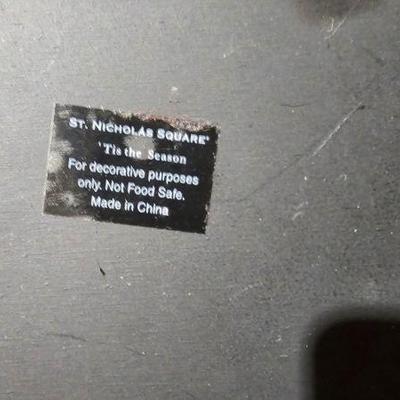 ST. NICHOLAS SQUARE®
'Tis the Season
For decorative purposes
only. Not Food Safe.
Made in China